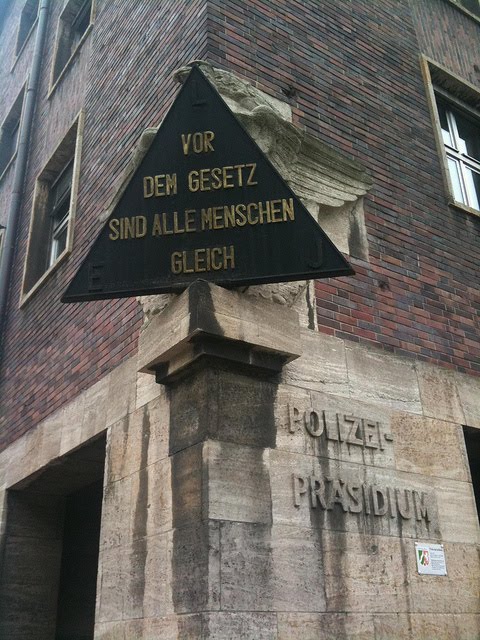 L
VOR
DEM GESETZ
SIND ALLE MENSCHEN
GLEICH
E J
POLIZEI-
PRÄSIDIUM